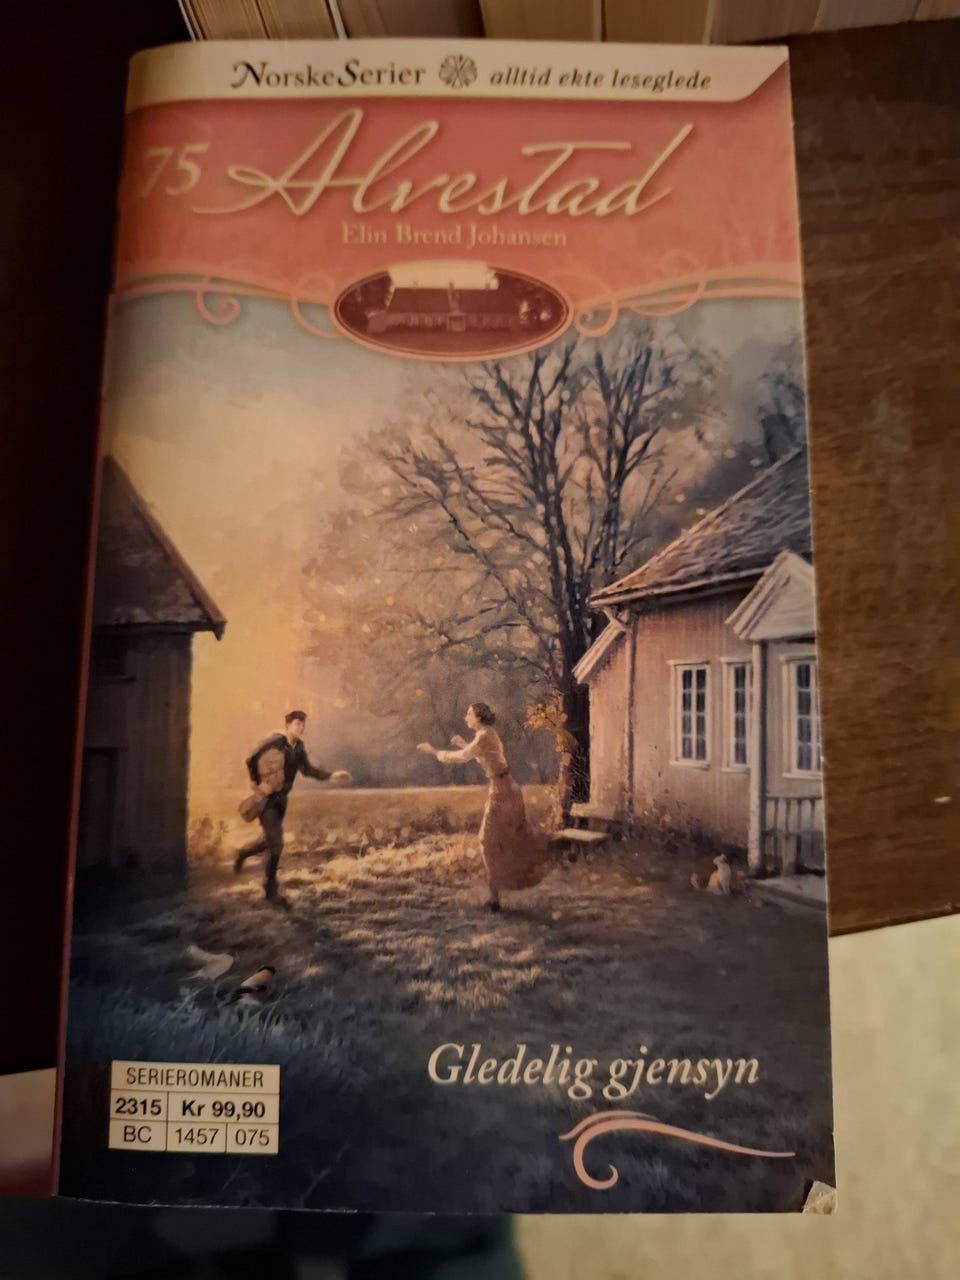 NorskeSerier alltid ekte leseglede
75 Alvestad
Elin Brend Johansen
Gledelig gjensyn
SERIEROMANER
2315 Kr 99,90
BC 1457 075